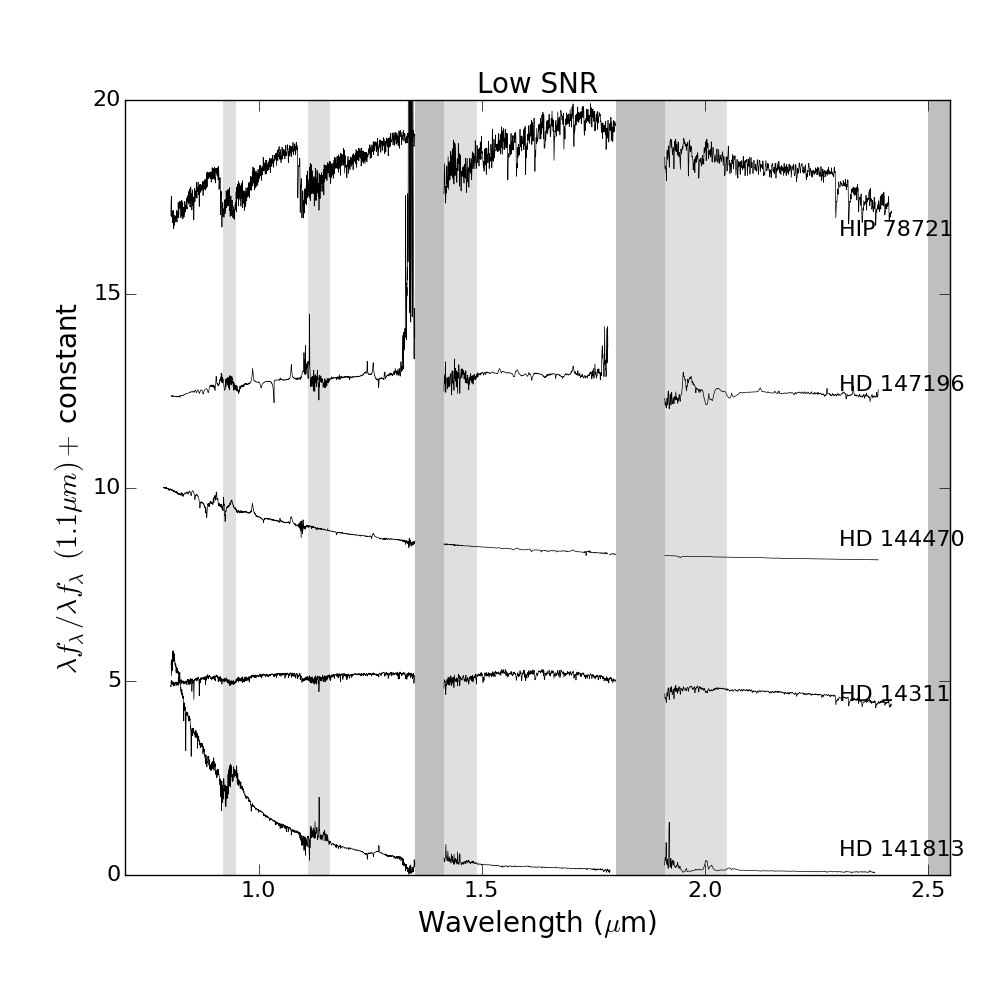 Low SNR
20
15
10
5
0
λf_λ/λf_λ (1.1μm)+ constant
HIP 78721
HD 147196
HD 144470
HD 14311
HD 141813
1.0 1.5 2.0 2.5
Wavelength (μm)